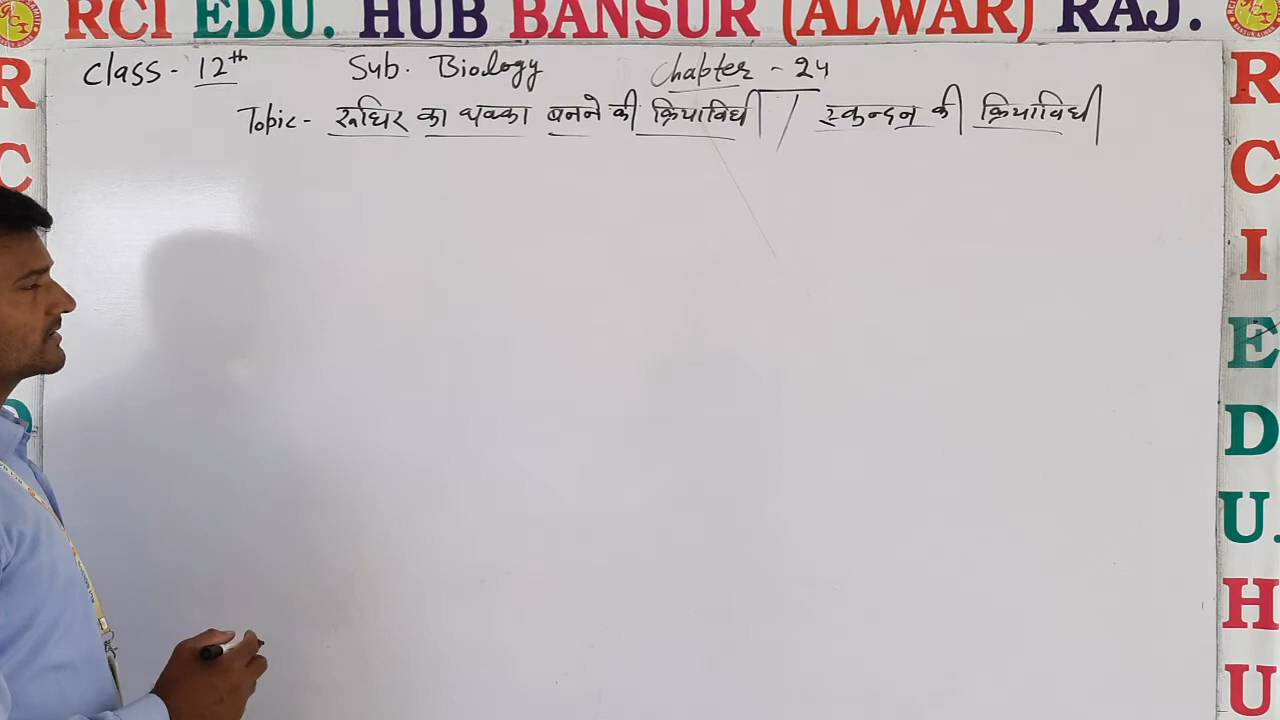 RCI EDU. HUB BANSUR (ALWAR) RAJ.
Class - 12th Sub. Biology Chapter - 24
Topic - रूधिर का थक्का बनने की क्रियाविधी / स्कन्दन की क्रियाविधी
R
C
R
C
I
E
D
U.
H
U